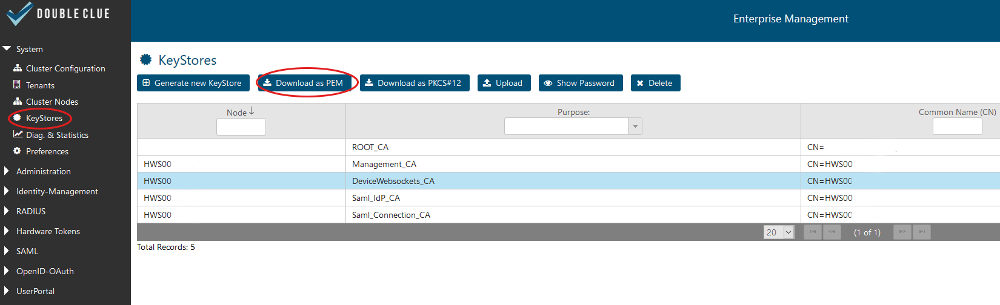 DOUBLE CLUE
Enterprise Management
System
Cluster Configuration
Tenants
Cluster Nodes
KeyStores
Diag. & Statistics
Preferences
Administration
Identity-Management
RADIUS
Hardware Tokens
SAML
OpenID-OAuth
UserPortal
KeyStores
Generate new KeyStore Download as PEM Download as PKCS#12 Upload Show Password Delete
Node Purpose: Common Name (CN)
ROOT_CA CN=
HWS00 Management_CA CN=HWS00
HWS00 DeviceWebsockets_CA CN=HWS00
HWS00 Saml_IdP_CA CN=HWS00
HWS00 Saml_Connection_CA CN=HWS00
20 (1 of 1)
Total Records: 5